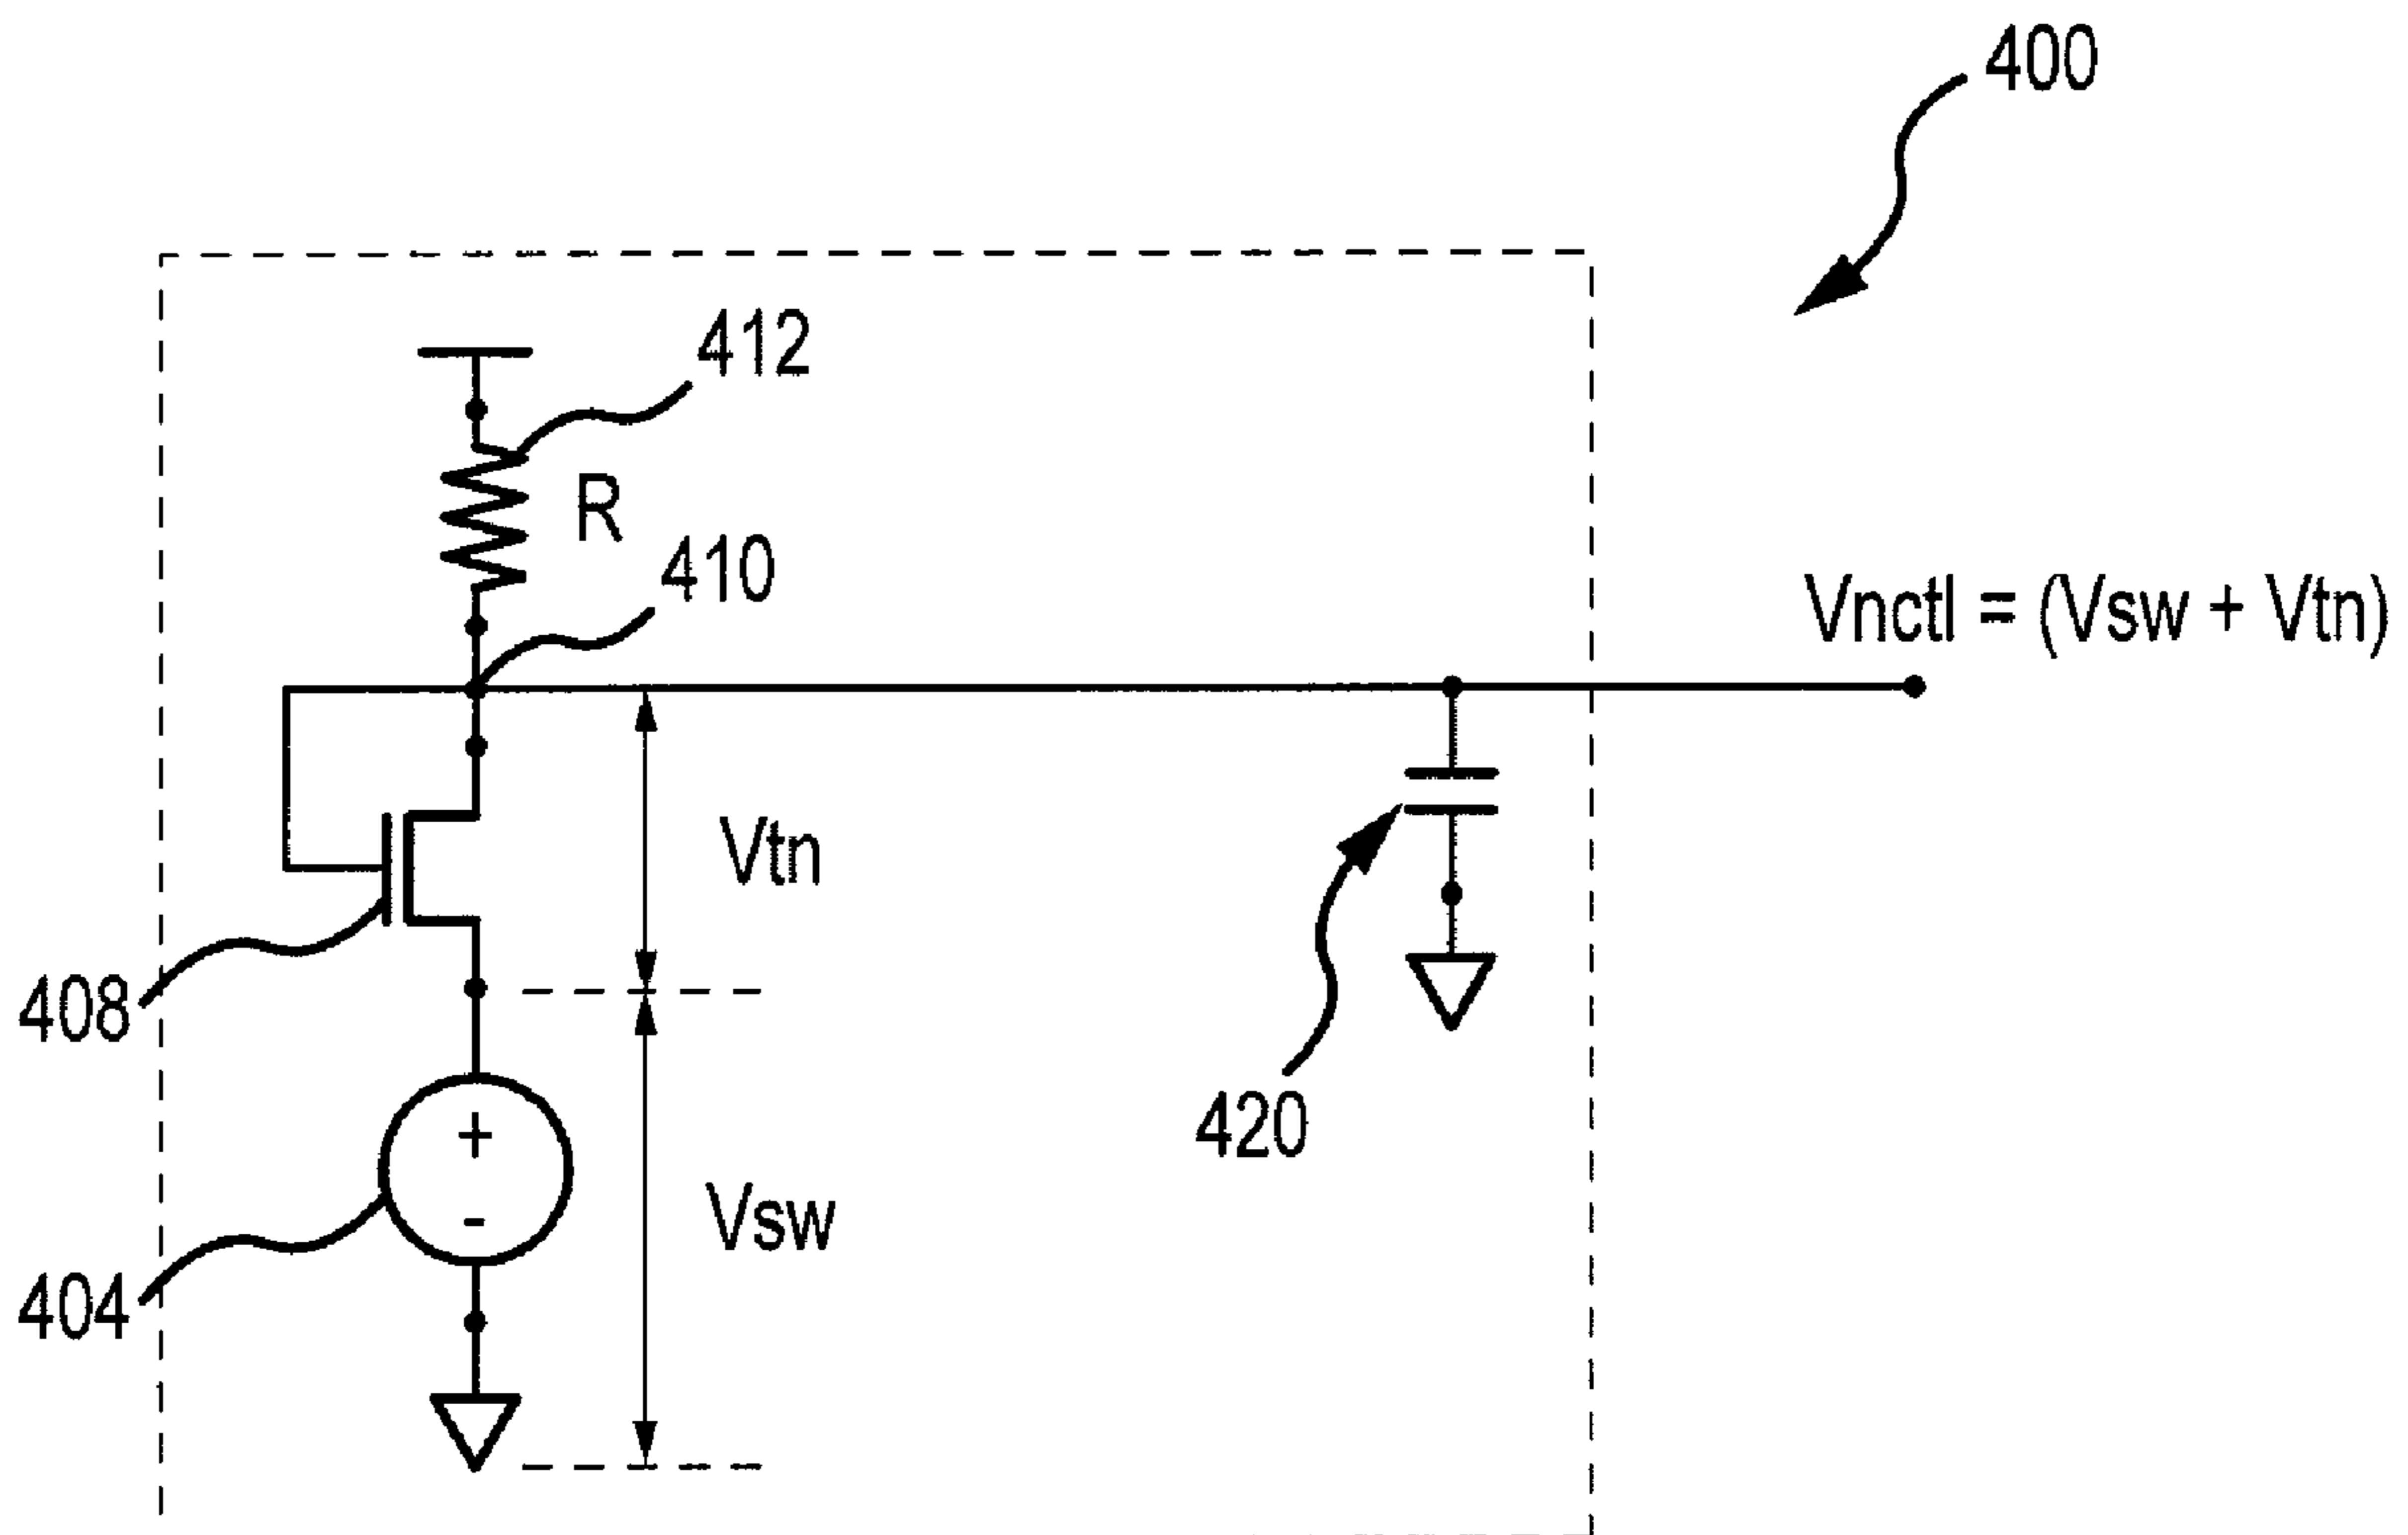 400
412
R
410
Vnctl = (Vsw + Vtn)
Vtn
408
+
-
Vsw
420
404